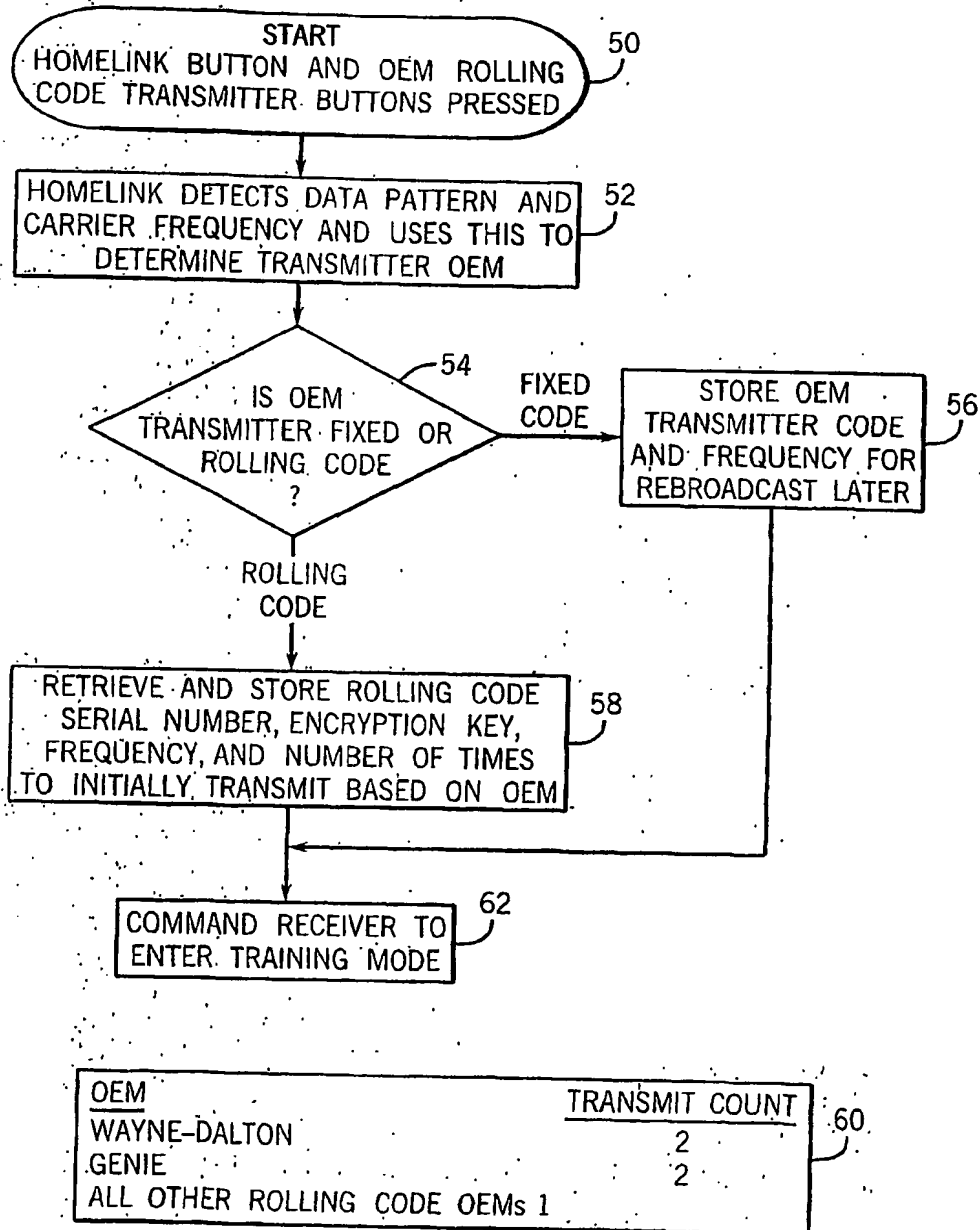 START
HOMELINK BUTTON AND OEM ROLLING
CODE TRANSMITTER BUTTONS PRESSED
50
HOMELINK DETECTS DATA PATTERN AND
CARRIER FREQUENCY AND USES THIS TO
DETERMINE TRANSMITTER OEM
52
IS OEM
TRANSMITTER FIXED OR
ROLLING CODE
?
54
FIXED
CODE
STORE OEM
TRANSMITTER CODE
AND FREQUENCY FOR
REBROADCAST LATER
56
ROLLING
CODE
RETRIEVE AND STORE ROLLING CODE
SERIAL NUMBER, ENCRYPTION KEY,
FREQUENCY, AND NUMBER OF TIMES
TO INITIALLY TRANSMIT BASED ON OEM
58
COMMAND RECEIVER TO
ENTER TRAINING MODE
62
OEM TRANSMIT COUNT
WAYNE-DALTON 2
GENIE 2
ALL OTHER ROLLING CODE OEMs 1
60